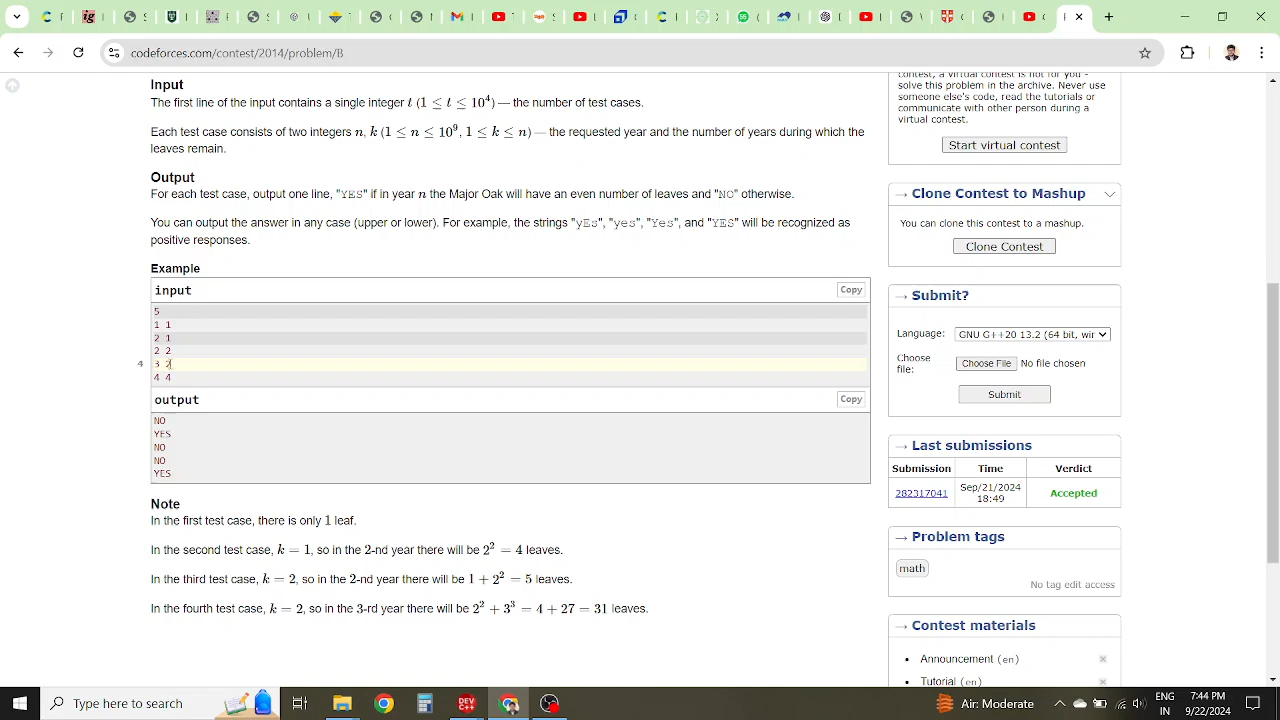 codeforces.com/contest/2014/problem/B
Input
The first line of the input contains a single integer t (1 ≤ t ≤ 10^4) — the number of test cases.
Each test case consists of two integers n, k (1 ≤ n ≤ 10^9, 1 ≤ k ≤ n) — the requested year and the number of years during which the
leaves remain.
Output
For each test case, output one line, "YES" if in year n the Major Oak will have an even number of leaves and "NO" otherwise.
You can output the answer in any case (upper or lower). For example, the strings "yEs", "yes", "Yes", and "YES" will be recognized as
positive responses.
Example
input
Copy
5
1 1
2 1
2 2
4
3 2
4 4
output
Copy
NO
YES
NO
NO
YES
Note
In the first test case, there is only 1 leaf.
In the second test case, k = 1, so in the 2-nd year there will be 2^2 = 4 leaves.
In the third test case, k = 2, so in the 2-nd year there will be 1 + 2^2 = 5 leaves.
In the fourth test case, k = 2, so in the 3-rd year there will be 2^2 + 3^3 = 4 + 27 = 31 leaves.
contest, a virtual contest is not for you -
solve this problem in the archive. Never use
someone else's code, read the tutorials or
communicate with other person during a
virtual contest.
Start virtual contest
→ Clone Contest to Mashup
You can clone this contest to a mashup.
Clone Contest
→ Submit?
Language: GNU G++20 13.2 (64 bit, wir
Choose
file: Choose File No file chosen
Submit
→ Last submissions
Submission Time Verdict
282317041 Sep/21/2024
18:49 Accepted
→ Problem tags
math
No tag edit access
→ Contest materials
• Announcement (en)
• Tutorial (en)
Type here to search
DEV
Air: Moderate
ENG
IN
7:44 PM
9/22/2024